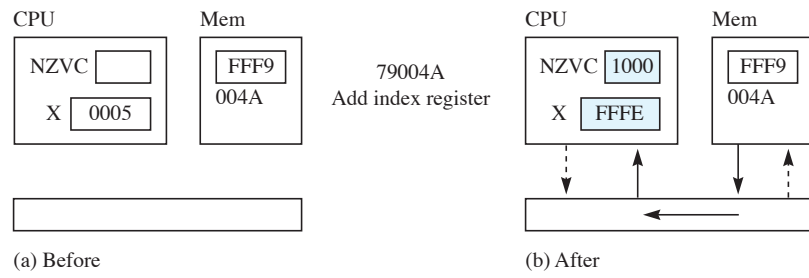 CPU
Mem
NZVC
FFF9
004A
X 0005
79004A
Add index register
CPU
Mem
NZVC 1000
FFF9
004A
X FFFE
(a) Before
(b) After